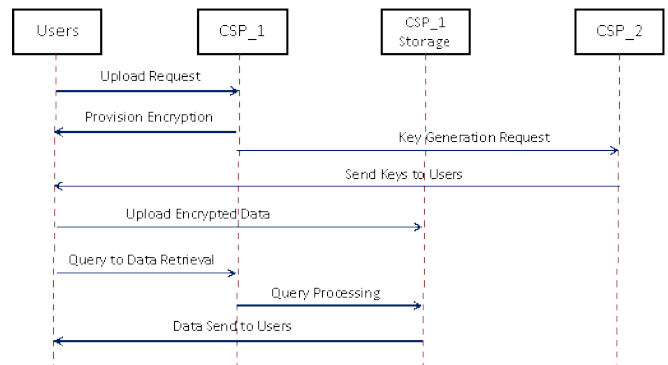 Users
CSP_1
CSP_1
Storage
CSP_2
Upload Request
Provision Encryption
Key Generation Request
Send Keys to Users
Upload Encrypted Data
Query to Data Retrieval
Query Processing
Data Send to Users